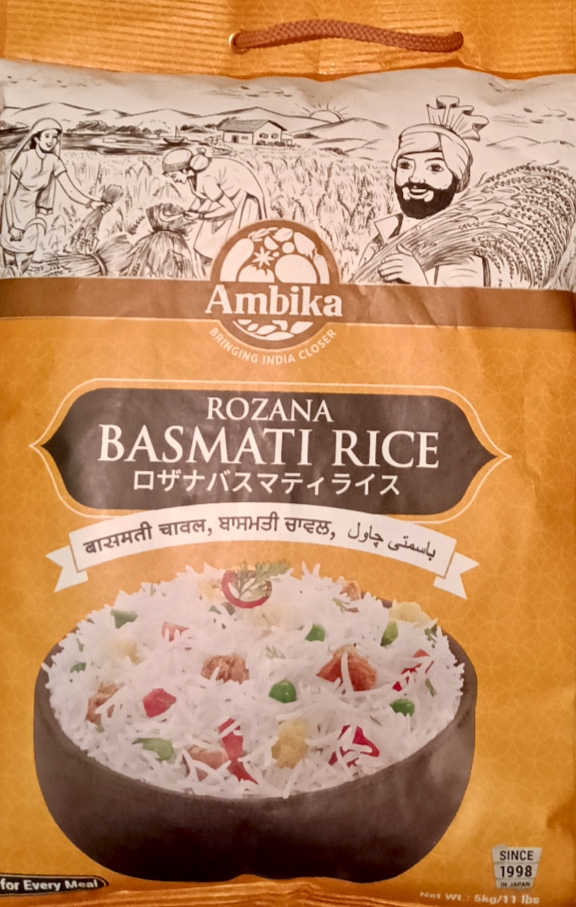 Ambika
BRINGING INDIA CLOSER
ROZANA
BASMATI RICE
ロザナバスマティライス
बासमती चावल, ਬਾਸਮਤੀ ਚਾਵਲ, باسمتی چاول
for Every Meal
SINCE
1998
IN JAPAN
Net Wt.: 5kg/11 lbs